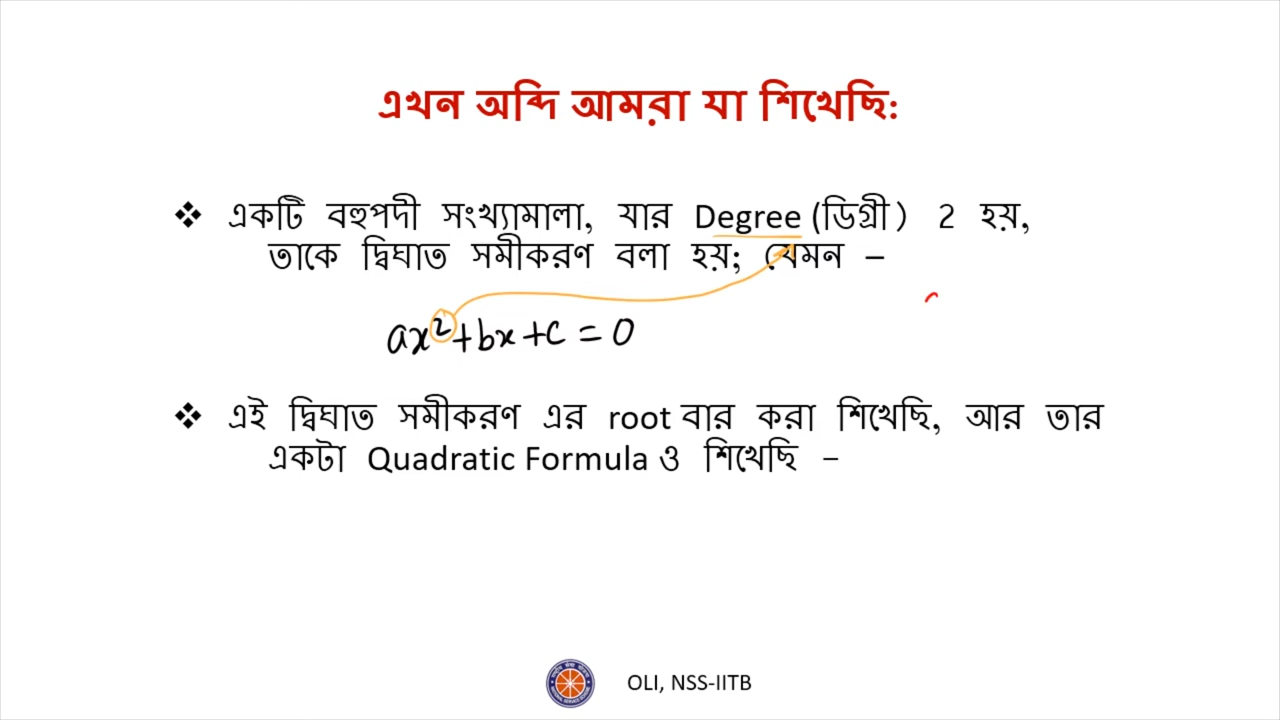 এখন অব্দি আমরা যা শিখেছি:
❖ একটি বহুপদী সংখ্যামালা, যার Degree (ডিগ্রী) 2 হয়,
তাকে দ্বিঘাত সমীকরণ বলা হয়; যেমন –
ax²+bx+c=0
❖ এই দ্বিঘাত সমীকরণ এর root বার করা শিখেছি, আর তার
একটা Quadratic Formula ও শিখেছি –
OLI, NSS-IITB